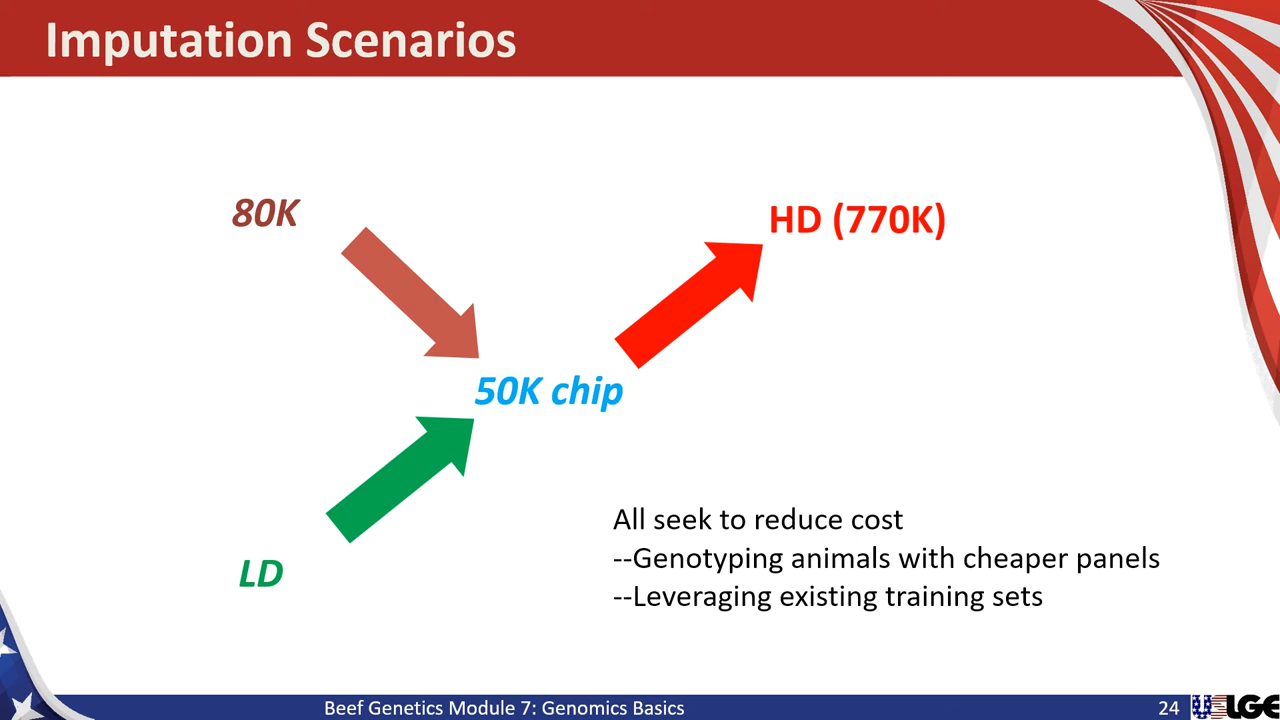 Imputation Scenarios
80K
HD (770K)
50K chip
LD
All seek to reduce cost
--Genotyping animals with cheaper panels
--Leveraging existing training sets
Beef Genetics Module 7: Genomics Basics
24
USLGE